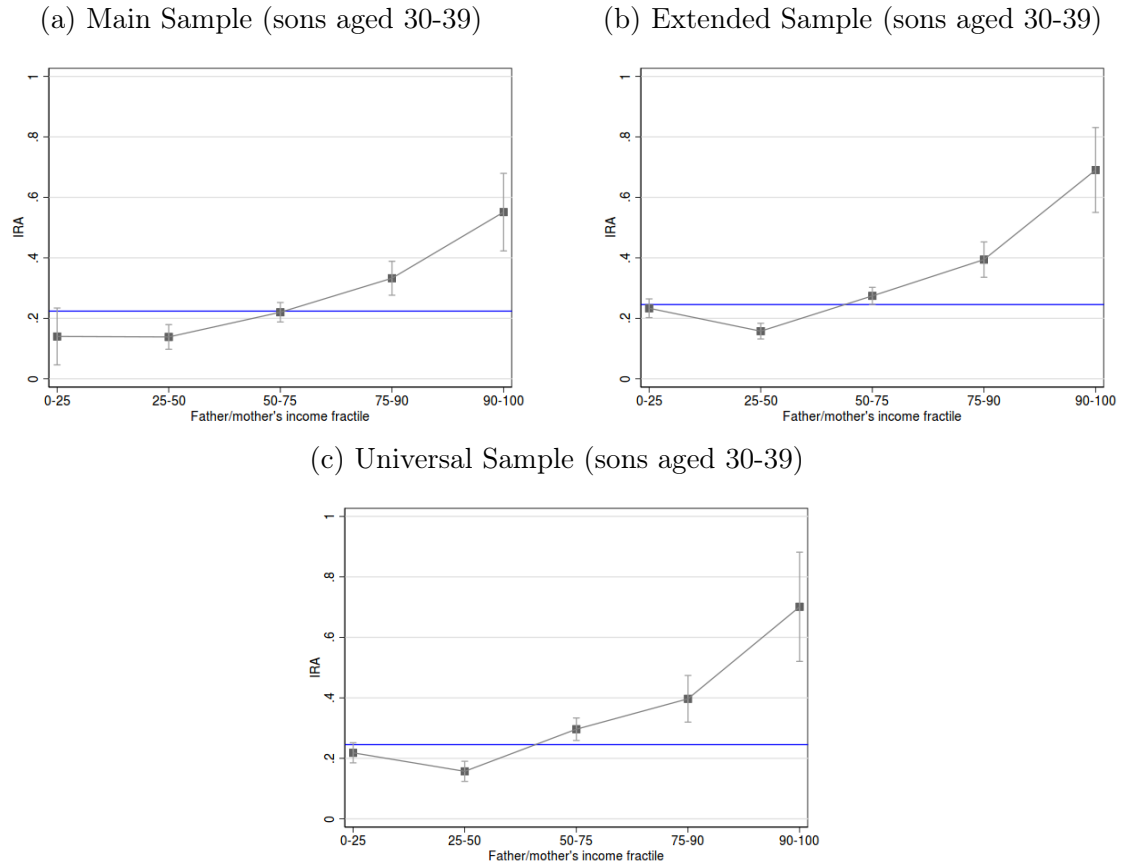 (a) Main Sample (sons aged 30-39)
1
.8
.6
.4
.2
0
IRA
0-25 25-50 50-75 75-90 90-100
Father/mother's income fractile
(b) Extended Sample (sons aged 30-39)
1
.8
.6
.4
.2
0
IRA
0-25 25-50 50-75 75-90 90-100
Father/mother's income fractile
(c) Universal Sample (sons aged 30-39)
1
.8
.6
.4
.2
0
IRA
0-25 25-50 50-75 75-90 90-100
Father/mother's income fractile